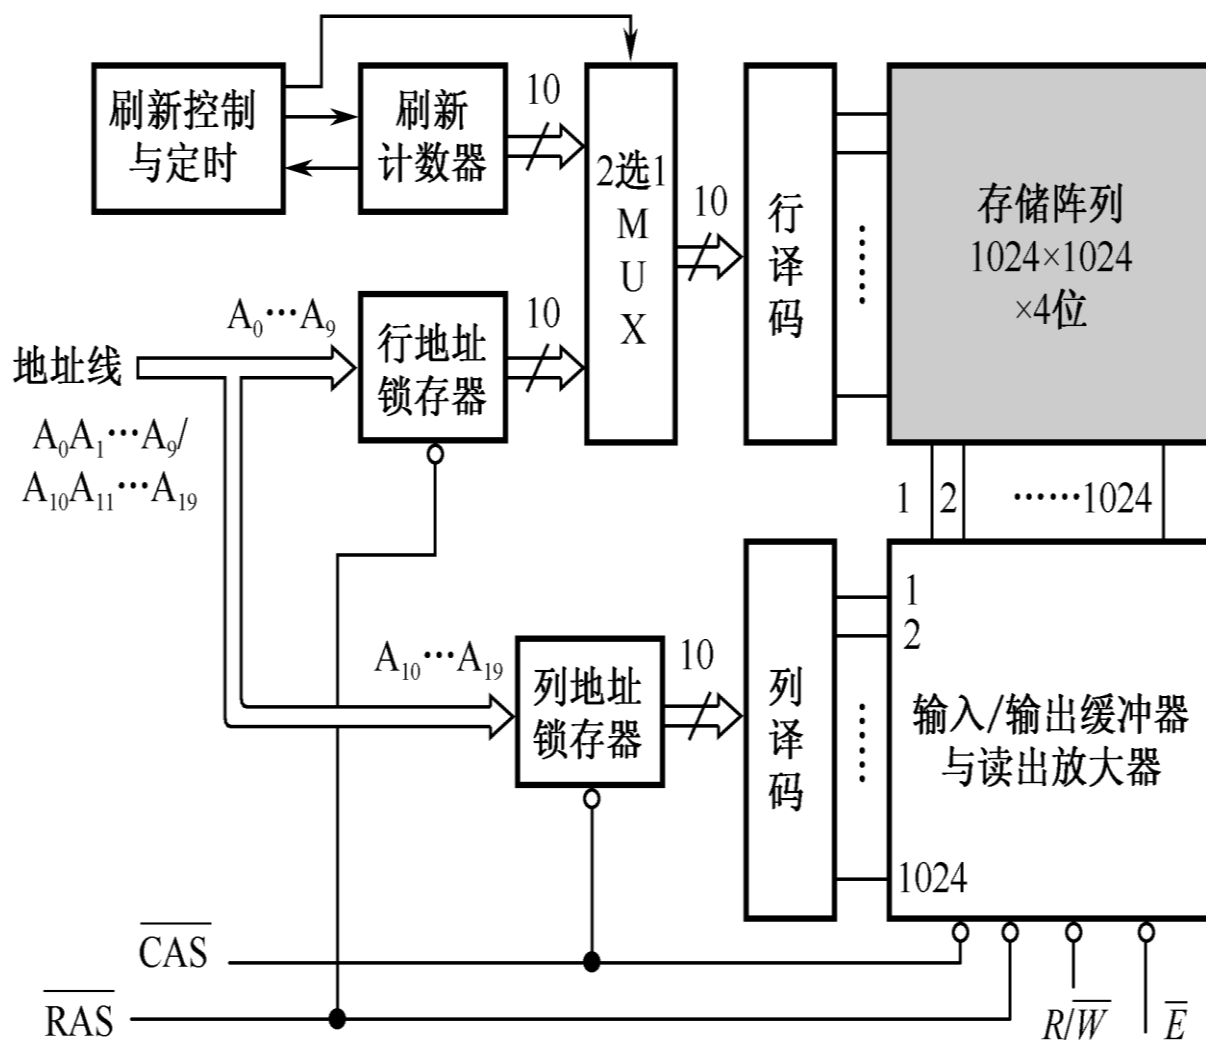 刷新控制
与定时
刷新
计数器
10
2选1
M
U
X
10
行
译
码
存储阵列
1024×1024
×4位
A₀⋯A₉
地址线
A₀A₁⋯A₉/
A₁₀A₁₁⋯A₁₉
行地址
锁存器
10
1 2 ⋯⋯1024
A₁₀⋯A₁₉
列地址
锁存器
10
列
译
码
1
2
1024
输入/输出缓冲器
与读出放大器
C̅A̅S̅
R̅A̅S̅
R/W̅
E̅